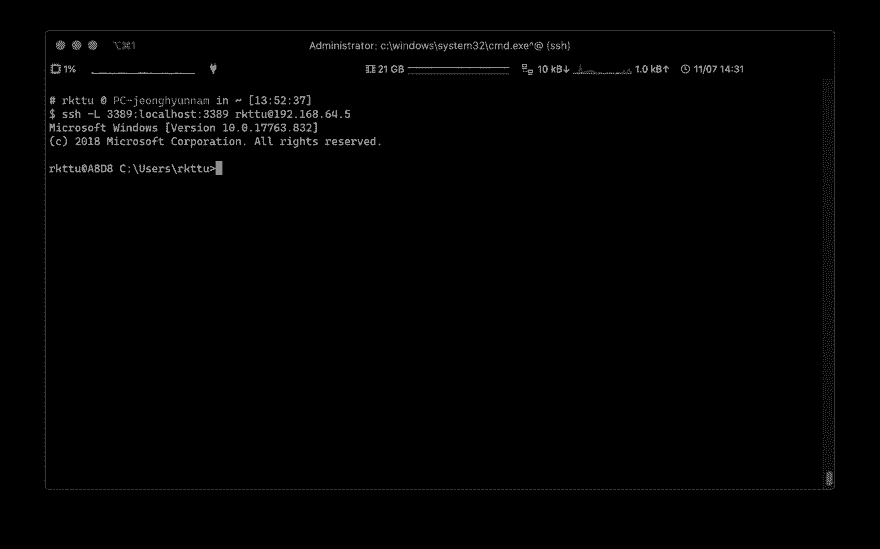 ⌥⌘1 Administrator: c:\windows\system32\cmd.exe^@ {ssh}
1% 21 GB 10 kB↓ 1.0 kB↑ 11/07 14:31
# rkttu @ PC-jeonghyunnam in ~ [13:52:37]
$ ssh -L 3389:localhost:3389 rkttu@192.168.64.5
Microsoft Windows [Version 10.0.17763.832]
(c) 2018 Microsoft Corporation. All rights reserved.
rkttu@A8D8 C:\Users\rkttu>